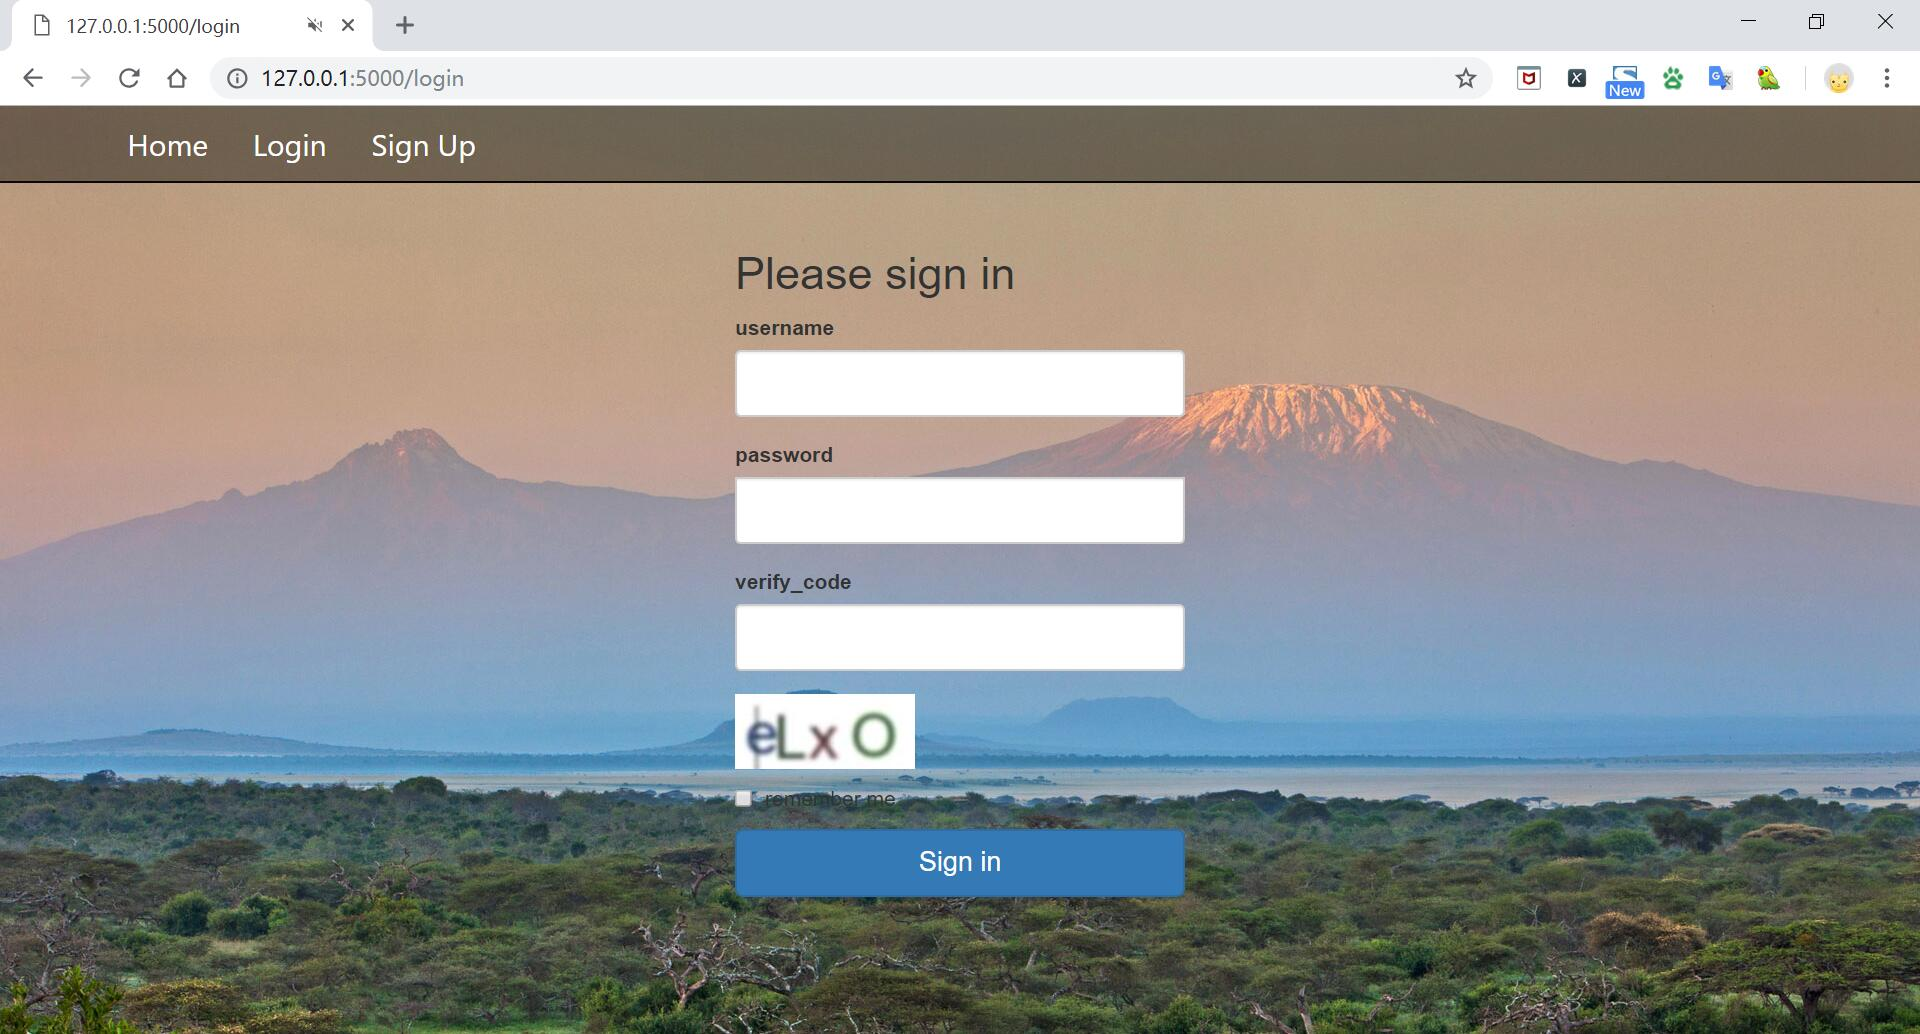 127.0.0.1:5000/login
127.0.0.1:5000/login
New
Home Login Sign Up
Please sign in
username
password
verify_code
eLxO
remember me
Sign in